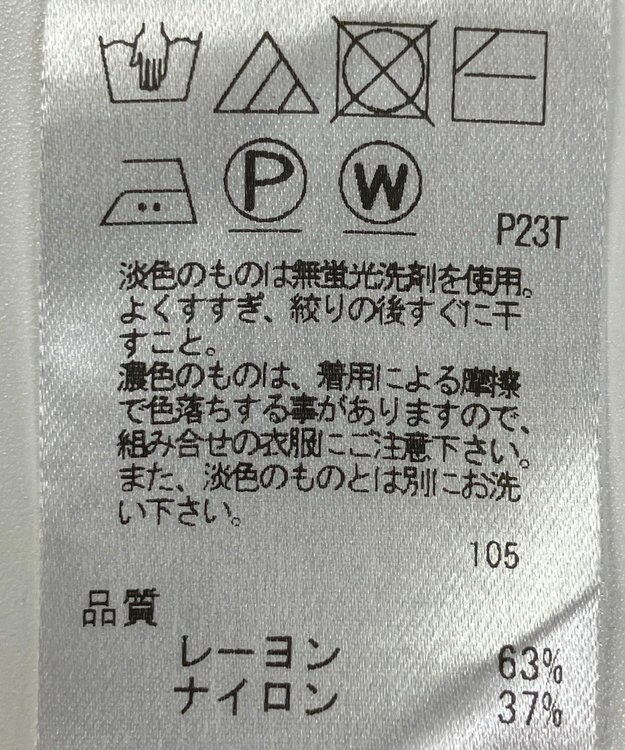 P W
P23T
淡色のものは無蛍光洗剤を使用。
よくすすぎ、絞りの後すぐに干
すこと。
濃色のものは、着用による摩擦
で色落ちする事がありますので、
組み合せの衣服にご注意下さい。
また、淡色のものとは別にお洗
い下さい。
105
品質
レーヨン 63%
ナイロン 37%